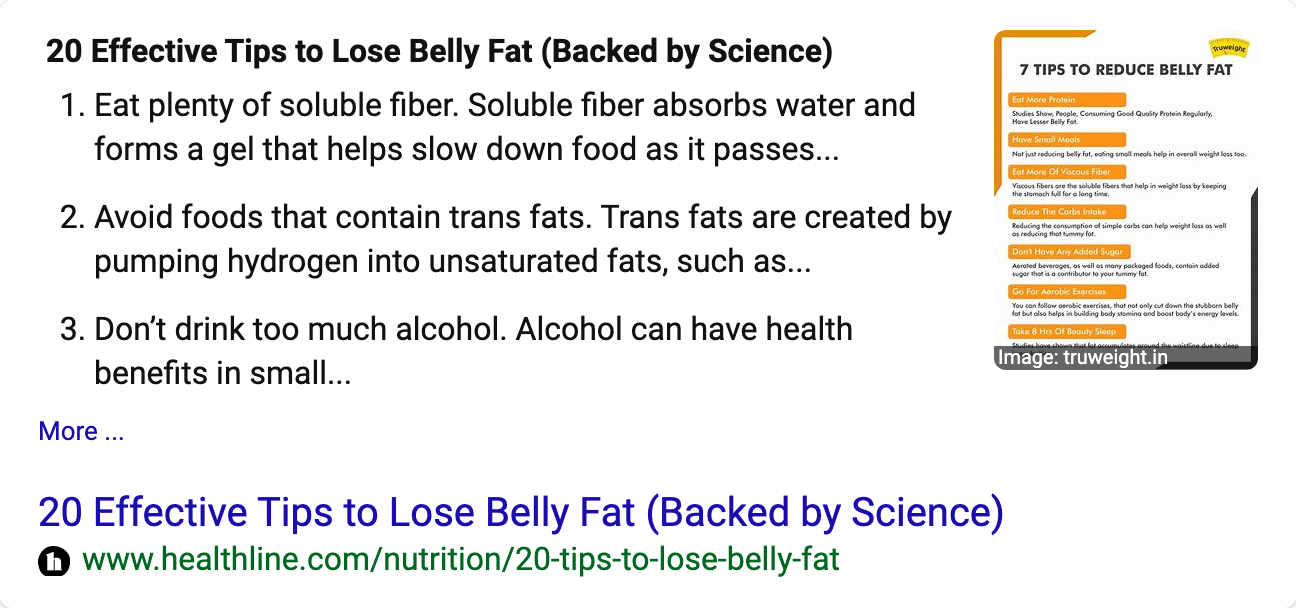 20 Effective Tips to Lose Belly Fat (Backed by Science)
1. Eat plenty of soluble fiber. Soluble fiber absorbs water and
forms a gel that helps slow down food as it passes...
2. Avoid foods that contain trans fats. Trans fats are created by
pumping hydrogen into unsaturated fats, such as...
3. Don’t drink too much alcohol. Alcohol can have health
benefits in small...
More ...
Truweight
7 TIPS TO REDUCE BELLY FAT
Eat More Protein
Studies Show, People, Consuming Good Quality Protein Regularly,
Have Lesser Belly Fat.
Have Small Meals
Not just reducing belly fat, eating small meals help in overall weight loss too.
Eat More Of Viscous Fiber
Viscous fibers are the soluble fibers that help in weight loss by keeping
the stomach full for a long time.
Reduce The Carbs Intake
Reducing the consumption of simple carbs can help weight loss as well
as reducing that tummy fat.
Don't Have Any Added Sugar
Aerated beverages, as well as many packaged foods, contain added
sugar that is a contributor to your tummy fat.
Go For Aerobic Exercises
You can follow aerobic exercises, that not only cut down the stubborn belly
fat but also helps in building body stamina and boost body's energy levels.
Take 8 Hrs Of Beauty Sleep
Studies have shown that fat accumulates around the waistline due to sleep
Image: truweight.in
20 Effective Tips to Lose Belly Fat (Backed by Science)
h www.healthline.com/nutrition/20-tips-to-lose-belly-fat